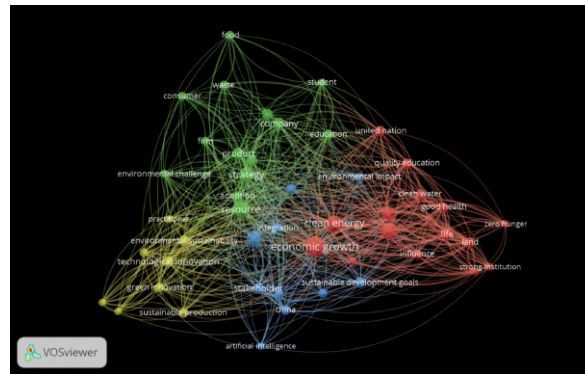 food
waste
student
consumer
company
united nation
firm
education
product
quality education
environmental challenge
strategy
environmental impact
adoption
clean water
resource
good health
practitioner
clean energy
zero hunger
integration
life
environmental sustainability
economic growth
land
influence
technological innovation
strong institution
sustainable development goals
green innovation
stakeholder
sustainable production
china
artificial intelligence
VOSviewer